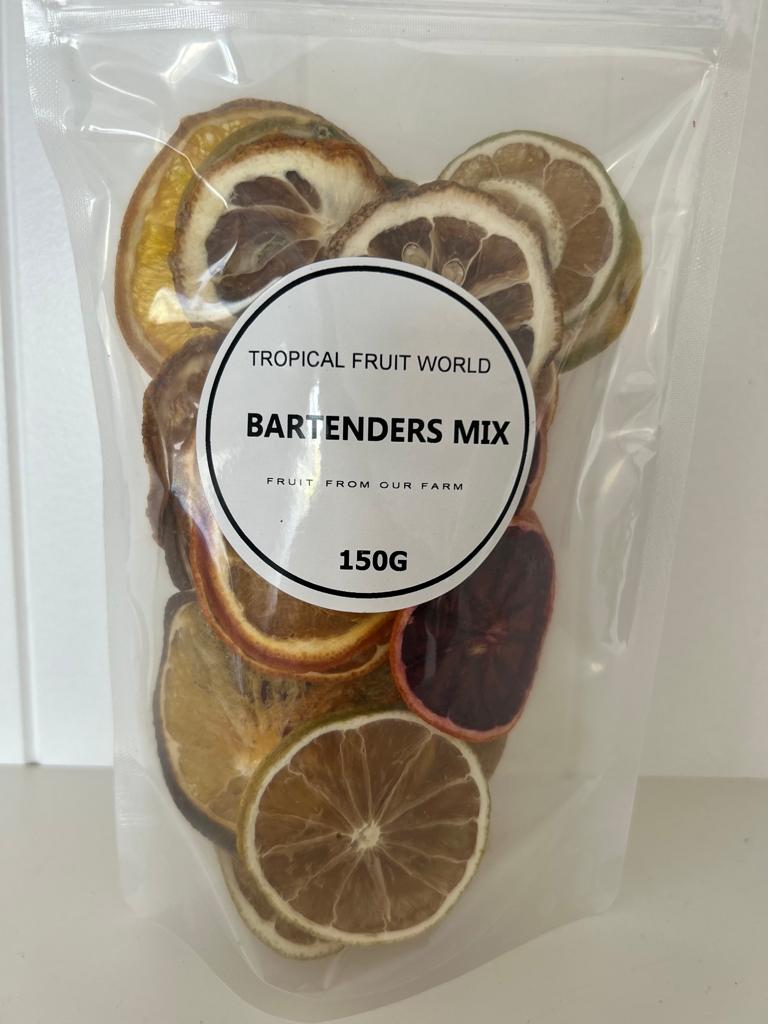 TROPICAL FRUIT WORLD
BARTENDERS MIX
FRUIT FROM OUR FARM
150G